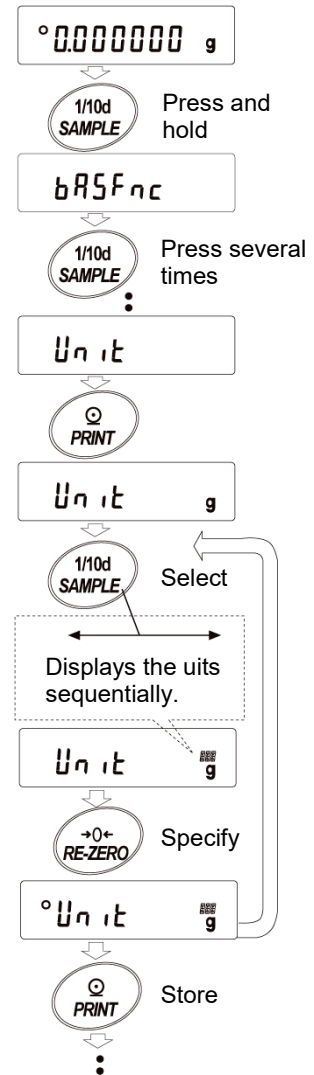 °0.000000 g
1/10d
SAMPLE
Press and
hold
bASFnc
1/10d
SAMPLE
Press several
times
Unit
PRINT
Unit g
1/10d
SAMPLE
Select
Displays the uits
sequentially.
Unit g
→0←
RE-ZERO
Specify
°Unit g
PRINT
Store